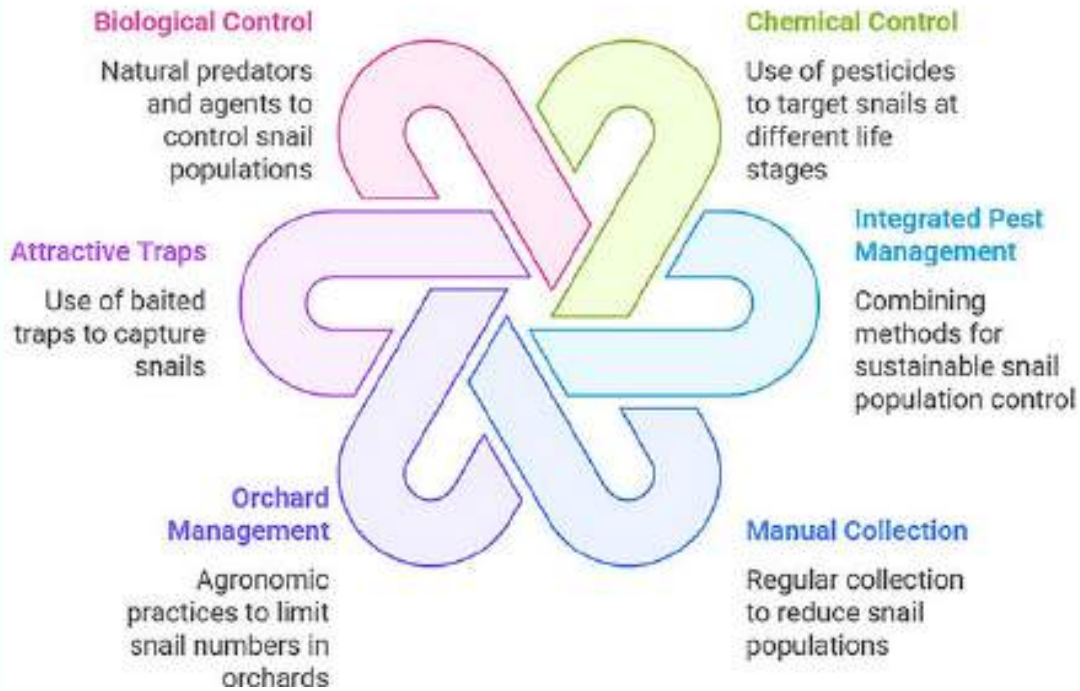 Biological Control
Natural predators
and agents to
control snail
populations
Chemical Control
Use of pesticides
to target snails at
different life
stages
Attractive Traps
Use of baited
traps to capture
snails
Integrated Pest
Management
Combining
methods for
sustainable snail
population control
Orchard
Management
Agronomic
practices to limit
snail numbers in
orchards
Manual Collection
Regular collection
to reduce snail
populations